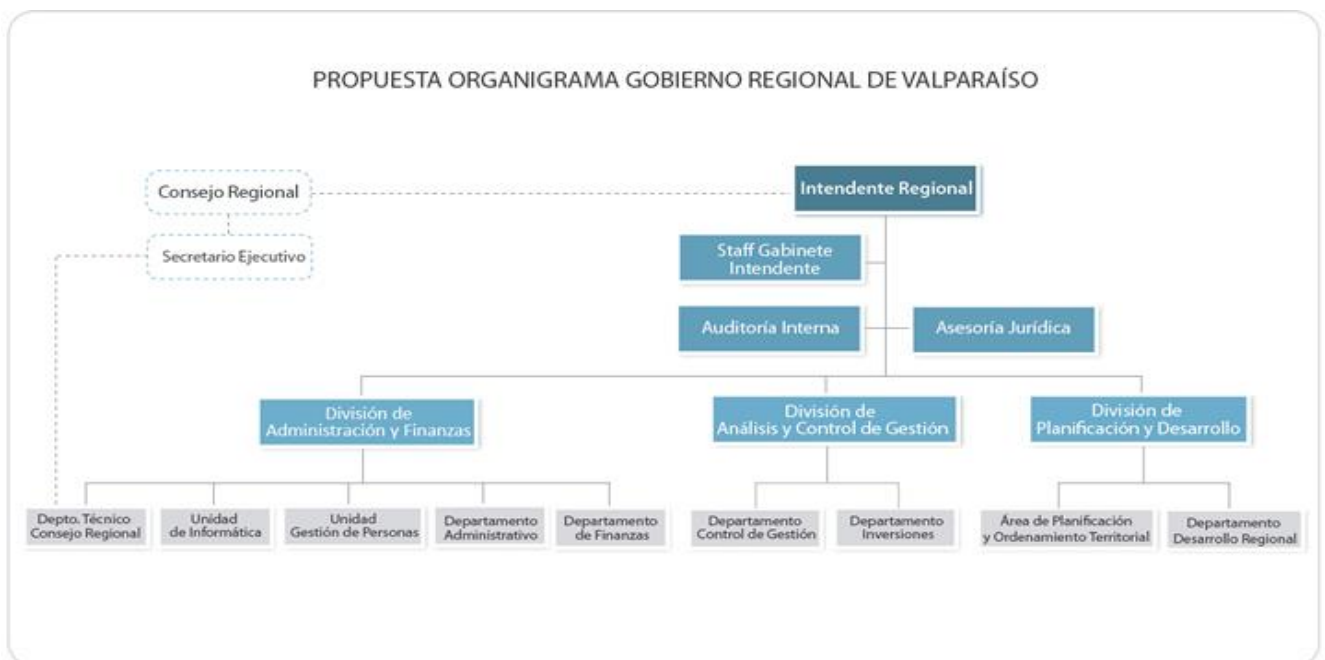 PROPUESTA ORGANIGRAMA GOBIERNO REGIONAL DE VALPARAÍSO
Consejo Regional
Intendente Regional
Secretario Ejecutivo
Staff Gabinete
Intendente
Auditoría Interna
Asesoría Jurídica
División de
Administración y Finanzas
División de
Análisis y Control de Gestión
División de
Planificación y Desarrollo
Depto. Técnico
Consejo Regional
Unidad
de Informática
Unidad
Gestión de Personas
Departamento
Administrativo
Departamento
de Finanzas
Departamento
Control de Gestión
Departamento
Inversiones
Área de Planificación
y Ordenamiento Territorial
Departamento
Desarrollo Regional